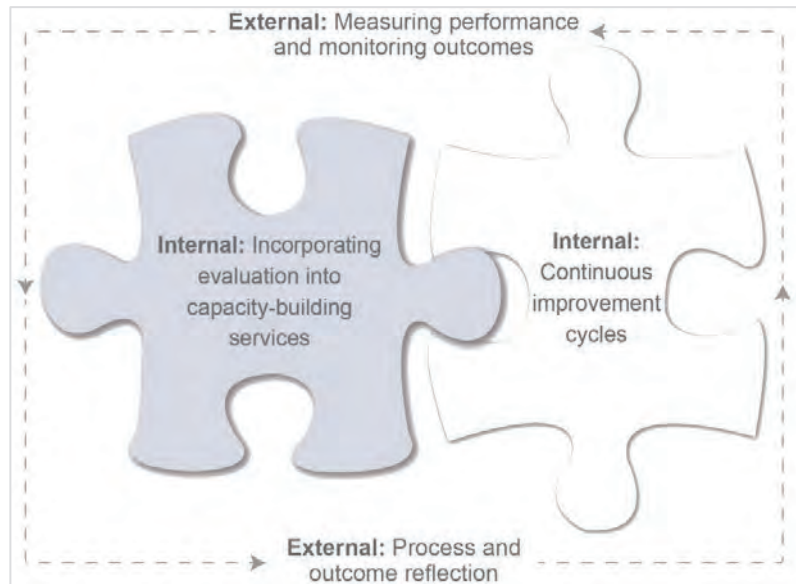 External: Measuring performance
and monitoring outcomes
Internal: Incorporating
evaluation into
capacity-building
services
Internal:
Continuous
improvement
cycles
External: Process and
outcome reflection